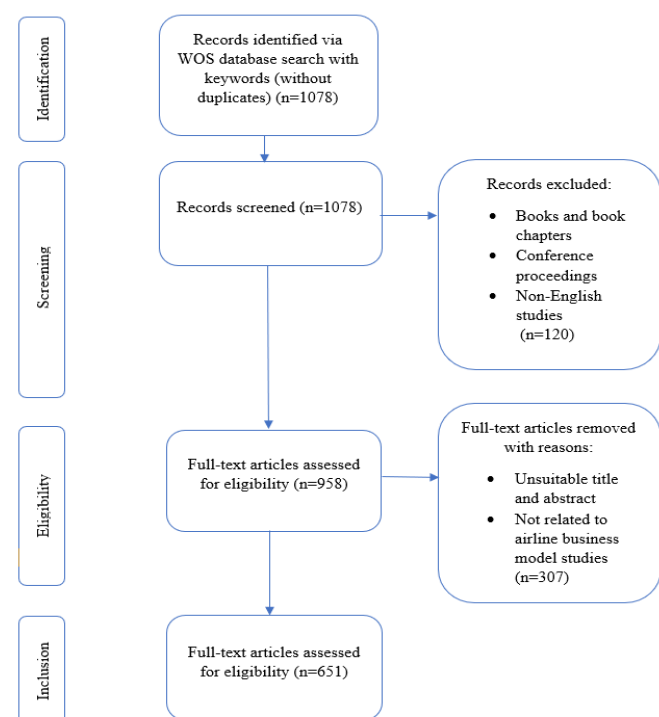 Identification
Records identified via
WOS database search with
keywords (without
duplicates) (n=1078)
Screening
Records screened (n=1078)
Records excluded:
• Books and book
chapters
• Conference
proceedings
• Non-English
studies
(n=120)
Eligibility
Full-text articles assessed
for eligibility (n=958)
Full-text articles removed
with reasons:
• Unsuitable title
and abstract
• Not related to
airline business
model studies
(n=307)
Inclusion
Full-text articles assessed
for eligibility (n=651)